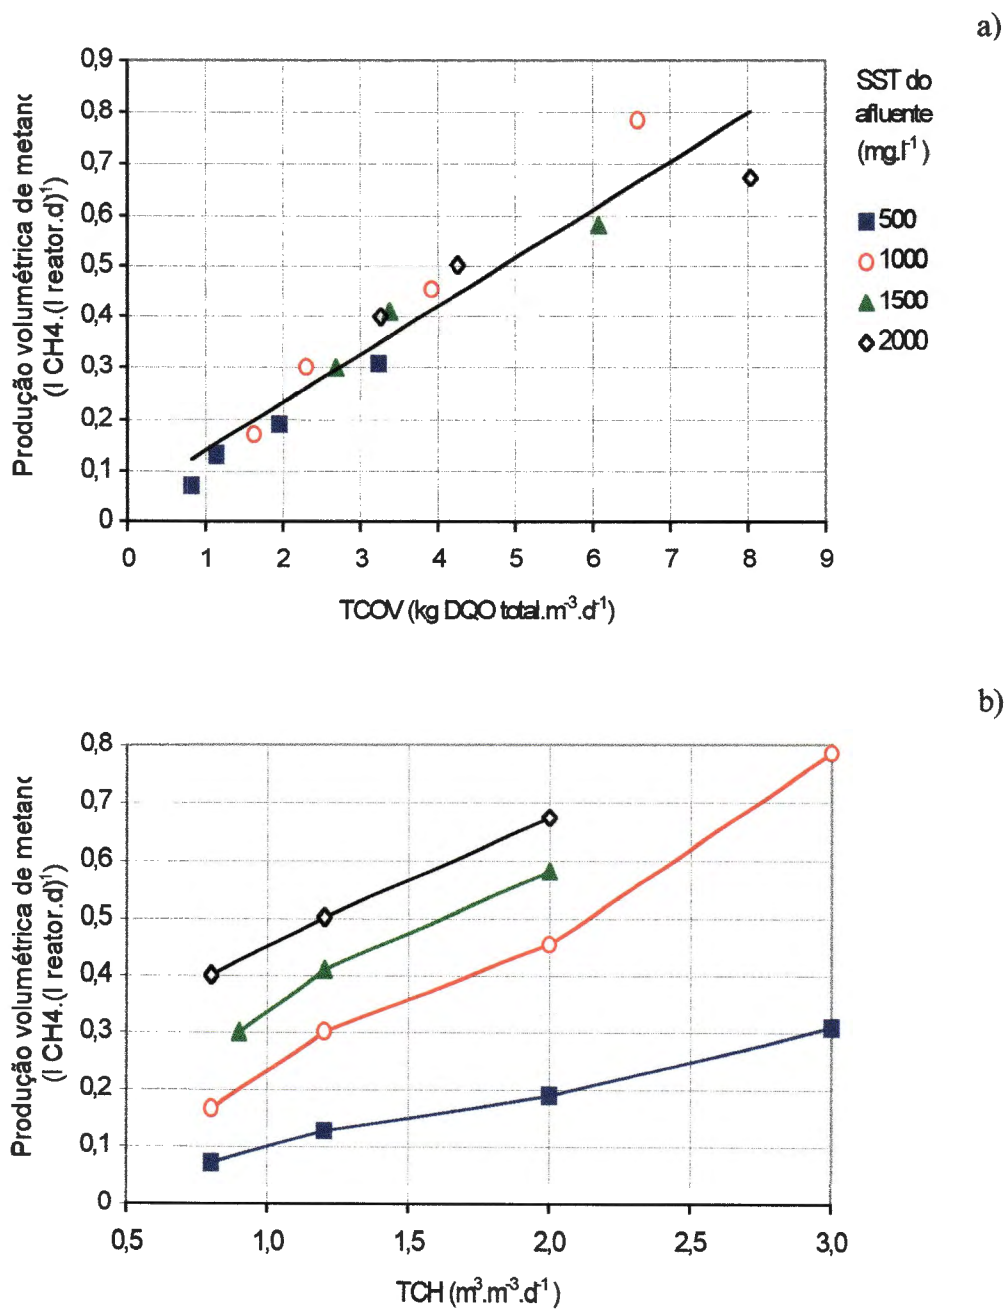 a)
0,9
0,8
0,7
0,6
0,5
0,4
0,3
0,2
0,1
0
0 1 2 3 4 5 6 7 8 9
Produção volumétrica de metanc
(l CH4.(l reator.d)¹)
TCOV (kg DQO total.m⁻³.d⁻¹)
SST do
afluente
(mg.l⁻¹)
500
1000
1500
2000
b)
0,8
0,7
0,6
0,5
0,4
0,3
0,2
0,1
0
0,5 1,0 1,5 2,0 2,5 3,0
Produção volumétrica de metanc
(l CH4.(l reator.d)¹)
TCH (m³.m⁻³.d⁻¹)